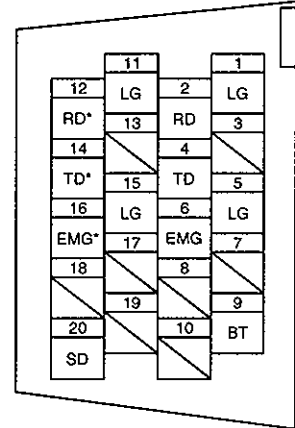 11 1
12 LG 2 LG
RD* 13 RD 3
14 4
TD* 15 TD 5
16 LG 6 LG
EMG* 17 EMG 7
18 8
19 9
20 10 BT
SD